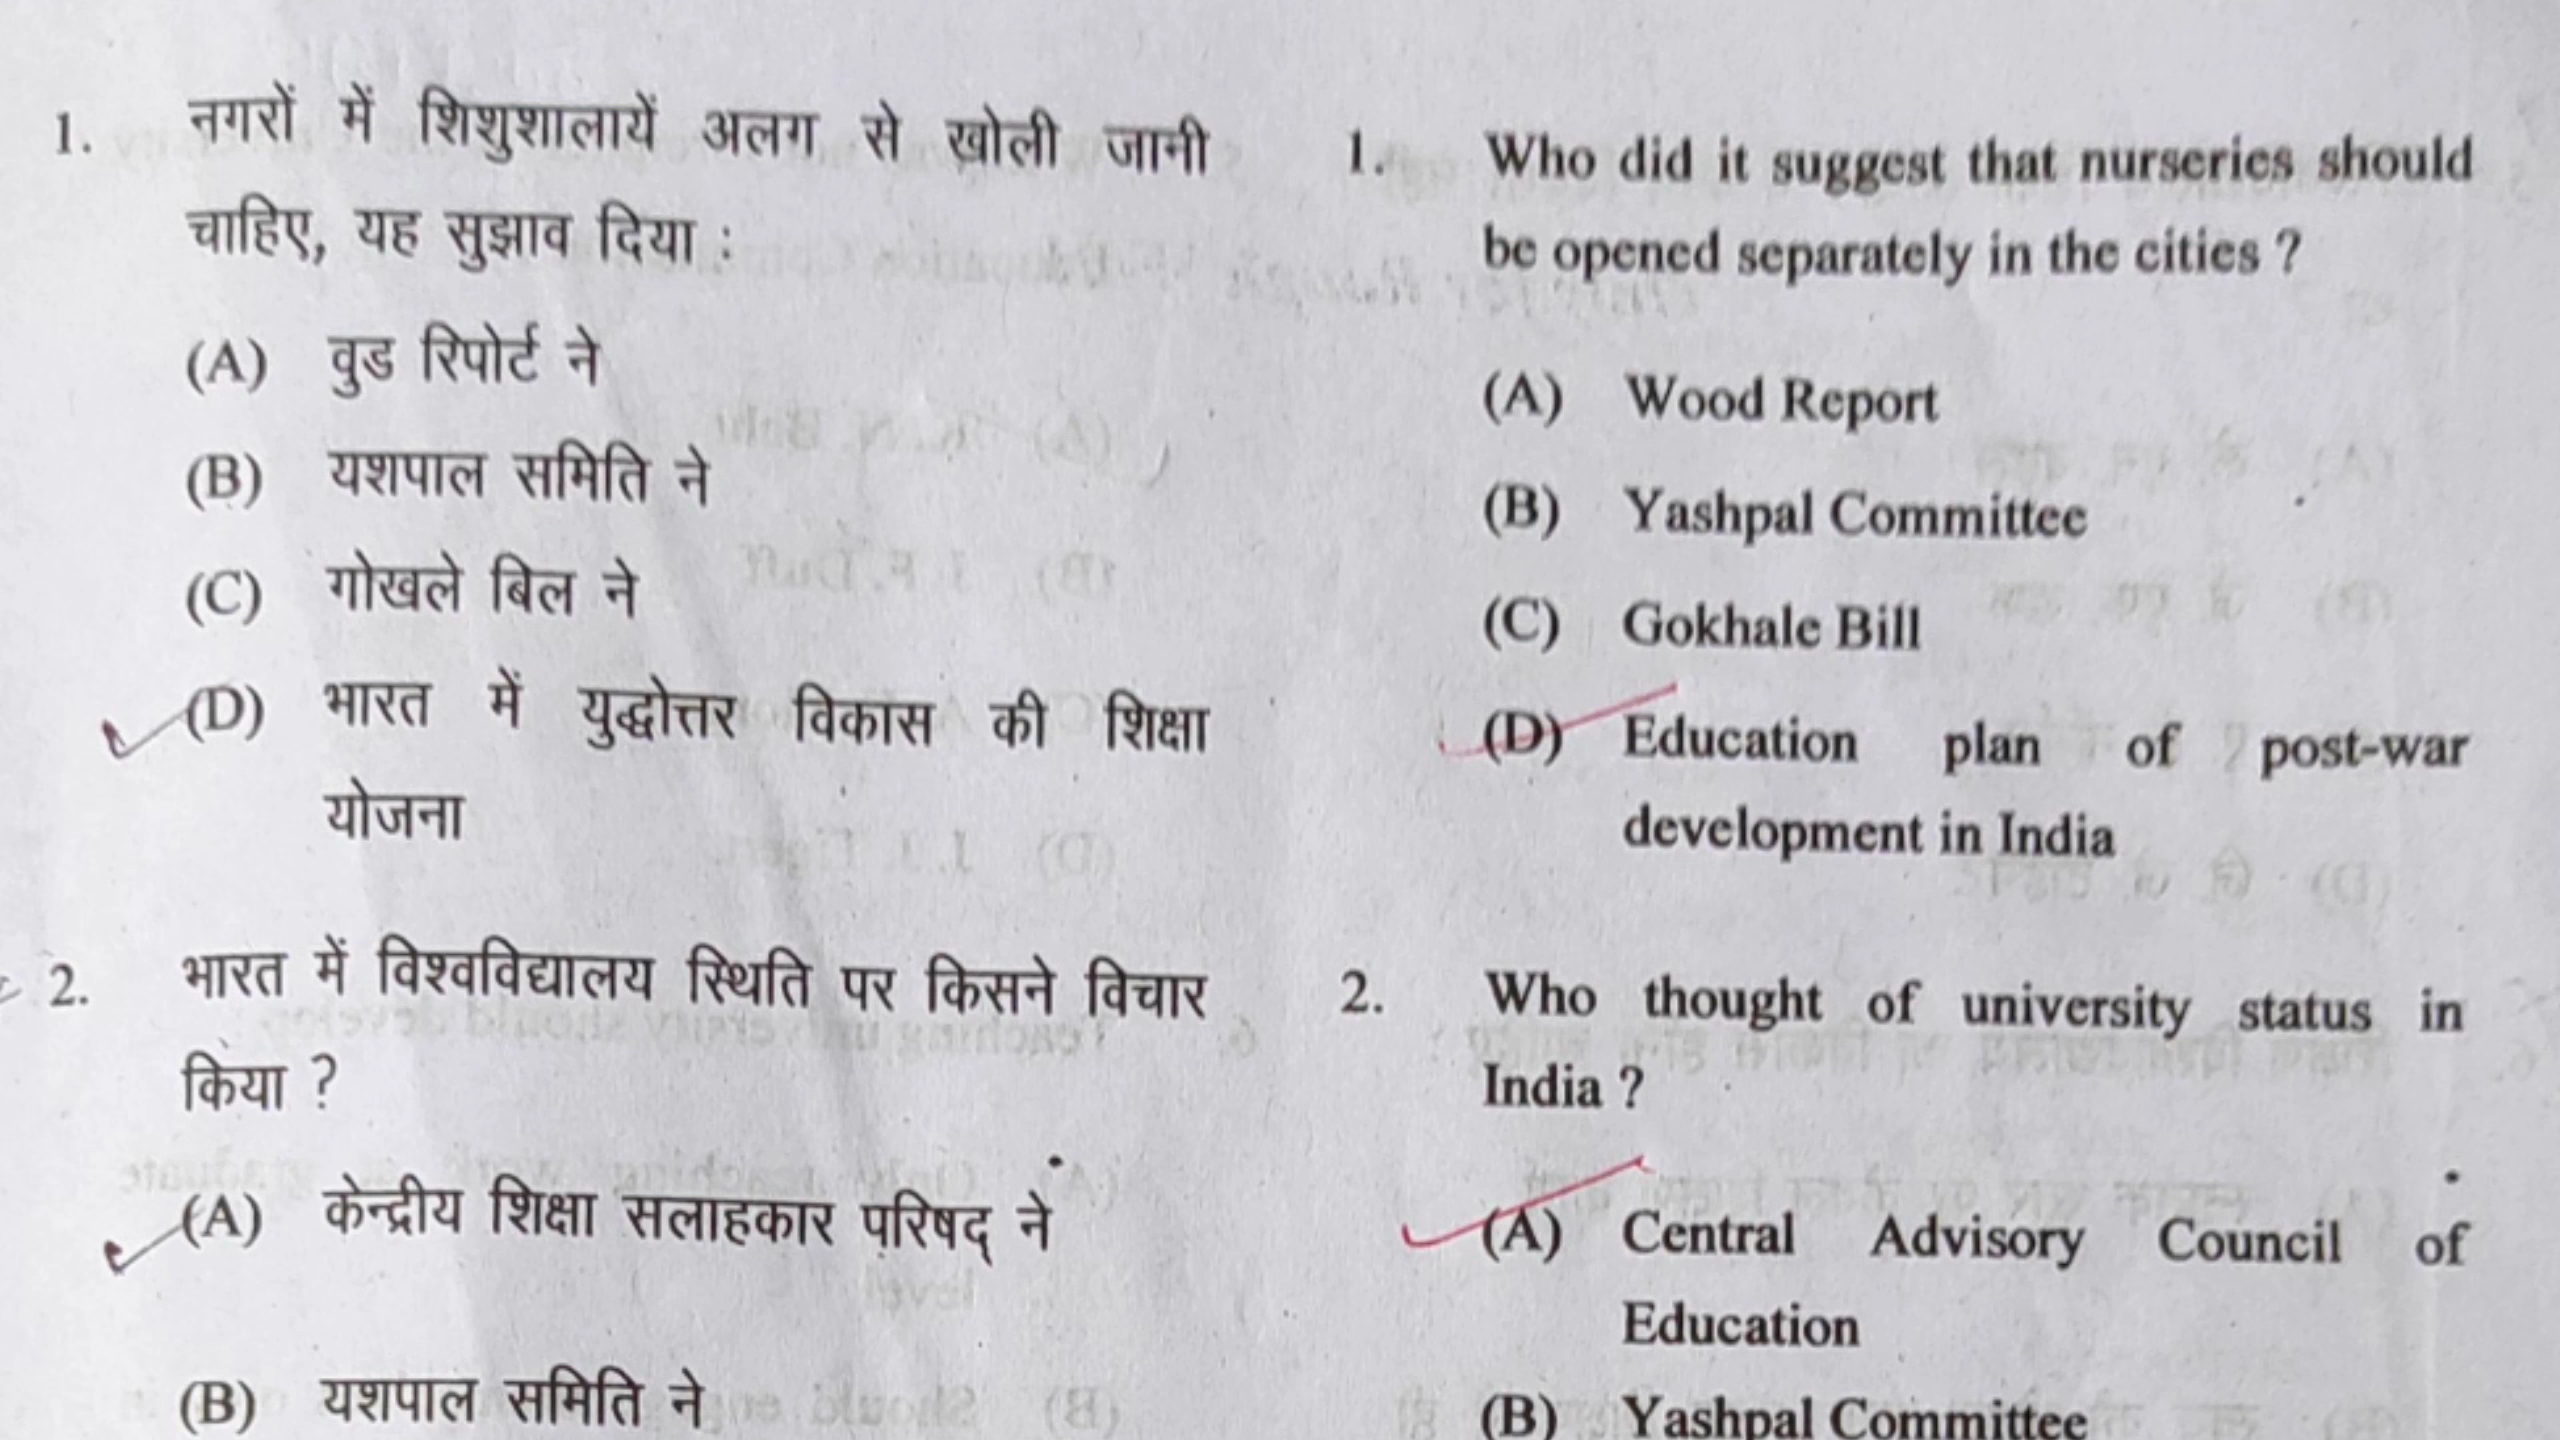 1. नगरों में शिशुशालायें अलग से खोली जानी
चाहिए, यह सुझाव दिया :
(A) वुड रिपोर्ट ने
(B) यशपाल समिति ने
(C) गोखले बिल ने
(D) भारत में युद्धोत्तर विकास की शिक्षा
योजना
2. भारत में विश्वविद्यालय स्थिति पर किसने विचार
किया ?
(A) केन्द्रीय शिक्षा सलाहकार परिषद् ने
(B) यशपाल समिति ने
1. Who did it suggest that nurseries should
be opened separately in the cities ?
(A) Wood Report
(B) Yashpal Committee
(C) Gokhale Bill
(D) Education plan of post-war
development in India
2. Who thought of university status in
India ?
(A) Central Advisory Council of
Education
(B) Yashpal Committee